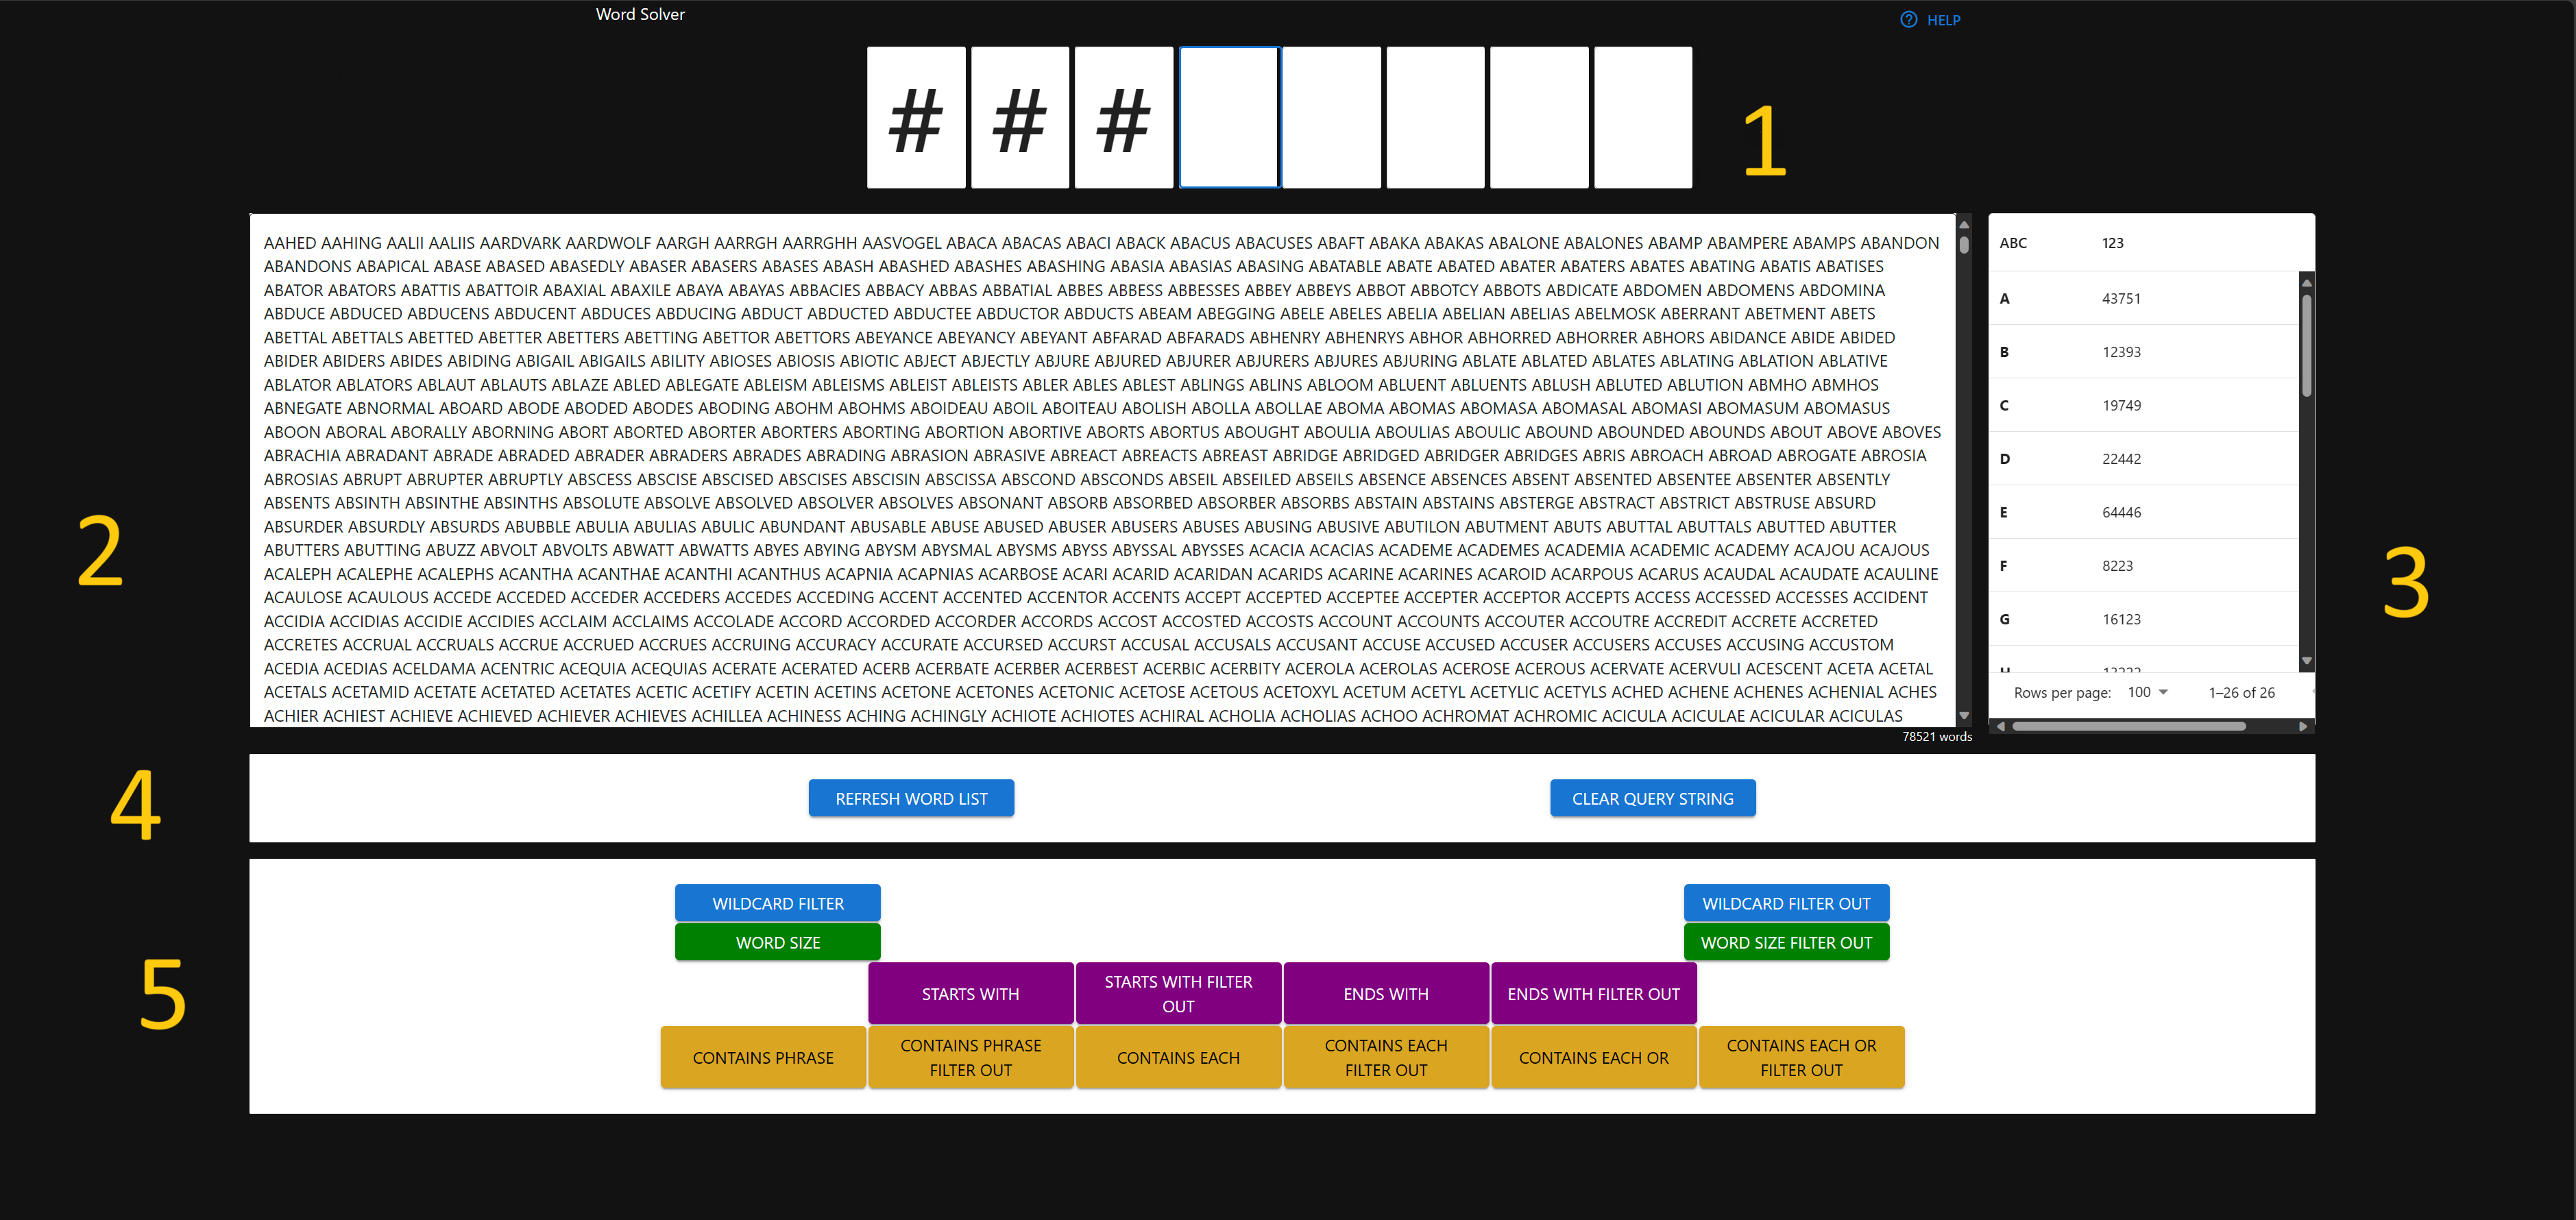 Word Solver
HELP
# # #
1
AAHED AAHING AALII AALIIS AARDVARK AARDWOLF AARGH AARRGH AARRGHH AASVOGEL ABACA ABACAS ABACI ABACK ABACUS ABACUSES ABAFT ABAKA ABAKAS ABALONE ABALONES ABAMP ABAMPERE ABAMPS ABANDON
ABANDONS ABAPICAL ABASE ABASED ABASEDLY ABASER ABASERS ABASES ABASH ABASHED ABASHES ABASHING ABASIA ABASIAS ABASING ABATABLE ABATE ABATED ABATER ABATERS ABATES ABATING ABATIS ABATISES
ABATOR ABATORS ABATTIS ABATTOIR ABAXIAL ABAXILE ABAYA ABAYAS ABBACIES ABBACY ABBAS ABBATIAL ABBES ABBESS ABBESSES ABBEY ABBEYS ABBOT ABBOTCY ABBOTS ABDICATE ABDOMEN ABDOMENS ABDOMINA
ABDUCE ABDUCED ABDUCENS ABDUCENT ABDUCES ABDUCING ABDUCT ABDUCTED ABDUCTEE ABDUCTOR ABDUCTS ABEAM ABEGGING ABELE ABELES ABELIA ABELIAN ABELIAS ABELMOSK ABERRANT ABETMENT ABETS
ABETTAL ABETTALS ABETTED ABETTER ABETTERS ABETTING ABETTOR ABETTORS ABEYANCE ABEYANCY ABEYANT ABFARAD ABFARADS ABHENRY ABHENRYS ABHOR ABHORRED ABHORRER ABHORS ABIDANCE ABIDE ABIDED
ABIDER ABIDERS ABIDES ABIDING ABIGAIL ABIGAILS ABILITY ABIOSES ABIOSIS ABIOTIC ABJECT ABJECTLY ABJURE ABJURED ABJURER ABJURERS ABJURES ABJURING ABLATE ABLATED ABLATES ABLATING ABLATION ABLATIVE
ABLATOR ABLATORS ABLAUT ABLAUTS ABLAZE ABLED ABLEGATE ABLEISM ABLEISMS ABLEIST ABLEISTS ABLER ABLES ABLEST ABLINGS ABLINS ABLOOM ABLUENT ABLUENTS ABLUSH ABLUTED ABLUTION ABMHO ABMHOS
ABNEGATE ABNORMAL ABOARD ABODE ABODED ABODES ABODING ABOHM ABOHMS ABOIDEAU ABOIL ABOITEAU ABOLISH ABOLLA ABOLLAE ABOMA ABOMAS ABOMASA ABOMASAL ABOMASI ABOMASUM ABOMASUS
ABOON ABORAL ABORALLY ABORNING ABORT ABORTED ABORTER ABORTERS ABORTING ABORTION ABORTIVE ABORTS ABORTUS ABOUGHT ABOULIA ABOULIAS ABOULIC ABOUND ABOUNDED ABOUNDS ABOUT ABOVE ABOVES
ABRACHIA ABRADANT ABRADE ABRADED ABRADER ABRADERS ABRADES ABRADING ABRASION ABRASIVE ABREACT ABREACTS ABREAST ABRIDGE ABRIDGED ABRIDGER ABRIDGES ABRIS ABROACH ABROAD ABROGATE ABROSIA
ABROSIAS ABRUPT ABRUPTER ABRUPTLY ABSCESS ABSCISE ABSCISED ABSCISES ABSCISIN ABSCISSA ABSCOND ABSCONDS ABSEIL ABSEILED ABSEILS ABSENCE ABSENCES ABSENT ABSENTED ABSENTEE ABSENTER ABSENTLY
ABSENTS ABSINTH ABSINTHE ABSINTHS ABSOLUTE ABSOLVE ABSOLVED ABSOLVER ABSOLVES ABSONANT ABSORB ABSORBED ABSORBER ABSORBS ABSTAIN ABSTAINS ABSTERGE ABSTRACT ABSTRICT ABSTRUSE ABSURD
ABSURDER ABSURDLY ABSURDS ABUBBLE ABULIA ABULIAS ABULIC ABUNDANT ABUSABLE ABUSE ABUSED ABUSER ABUSERS ABUSES ABUSING ABUSIVE ABUTILON ABUTMENT ABUTS ABUTTAL ABUTTALS ABUTTED ABUTTER
ABUTTERS ABUTTING ABUZZ ABVOLT ABVOLTS ABWATT ABWATTS ABYES ABYING ABYSM ABYSMAL ABYSMS ABYSS ABYSSAL ABYSSES ACACIA ACACIAS ACADEME ACADEMES ACADEMIA ACADEMIC ACADEMY ACAJOU ACAJOUS
ACALEPH ACALEPHE ACALEPHS ACANTHA ACANTHAE ACANTHI ACANTHUS ACAPNIA ACAPNIAS ACARBOSE ACARI ACARID ACARIDAN ACARIDS ACARINE ACARINES ACAROID ACARPOUS ACARUS ACAUDAL ACAUDATE ACAULINE
ACAULOSE ACAULOUS ACCEDE ACCEDED ACCEDER ACCEDERS ACCEDES ACCEDING ACCENT ACCENTED ACCENTOR ACCENTS ACCEPT ACCEPTED ACCEPTEE ACCEPTER ACCEPTOR ACCEPTS ACCESS ACCESSED ACCESSES ACCIDENT
ACCIDIA ACCIDIAS ACCIDIE ACCIDIES ACCLAIM ACCLAIMS ACCOLADE ACCORD ACCORDED ACCORDER ACCORDS ACCOST ACCOSTED ACCOSTS ACCOUNT ACCOUNTS ACCOUTER ACCOUTRE ACCREDIT ACCRETE ACCRETED
ACCRETES ACCRUAL ACCRUALS ACCRUE ACCRUED ACCRUES ACCRUING ACCURACY ACCURATE ACCURSED ACCURST ACCUSAL ACCUSALS ACCUSANT ACCUSE ACCUSED ACCUSER ACCUSERS ACCUSES ACCUSING ACCUSTOM
ACEDIA ACEDIAS ACELDAMA ACENTRIC ACEQUIA ACEQUIAS ACERATE ACERATED ACERB ACERBATE ACERBER ACERBEST ACERBIC ACERBITY ACEROLA ACEROLAS ACEROSE ACEROUS ACERVATE ACERVULI ACESCENT ACETA ACETAL
ACETALS ACETAMID ACETATE ACETATED ACETATES ACETIC ACETIFY ACETIN ACETINS ACETONE ACETONES ACETONIC ACETOSE ACETOUS ACETOXYL ACETUM ACETYL ACETYLIC ACETYLS ACHED ACHENE ACHENES ACHENIAL ACHES
ACHIER ACHIEST ACHIEVE ACHIEVED ACHIEVER ACHIEVES ACHILLEA ACHINESS ACHING ACHINGLY ACHIOTE ACHIOTES ACHIRAL ACHOLIA ACHOLIAS ACHOO ACHROMAT ACHROMIC ACICULA ACICULAE ACICULAR ACICULAS
78521 words
2
ABC 123
A 43751
B 12393
C 19749
D 22442
E 64446
F 8223
G 16123
H 13222
Rows per page: 100 1–26 of 26
3
4
REFRESH WORD LIST
CLEAR QUERY STRING
5
WILDCARD FILTER
WILDCARD FILTER OUT
WORD SIZE
WORD SIZE FILTER OUT
STARTS WITH
STARTS WITH FILTER
OUT
ENDS WITH
ENDS WITH FILTER OUT
CONTAINS PHRASE
CONTAINS PHRASE
FILTER OUT
CONTAINS EACH
CONTAINS EACH
FILTER OUT
CONTAINS EACH OR
CONTAINS EACH OR
FILTER OUT